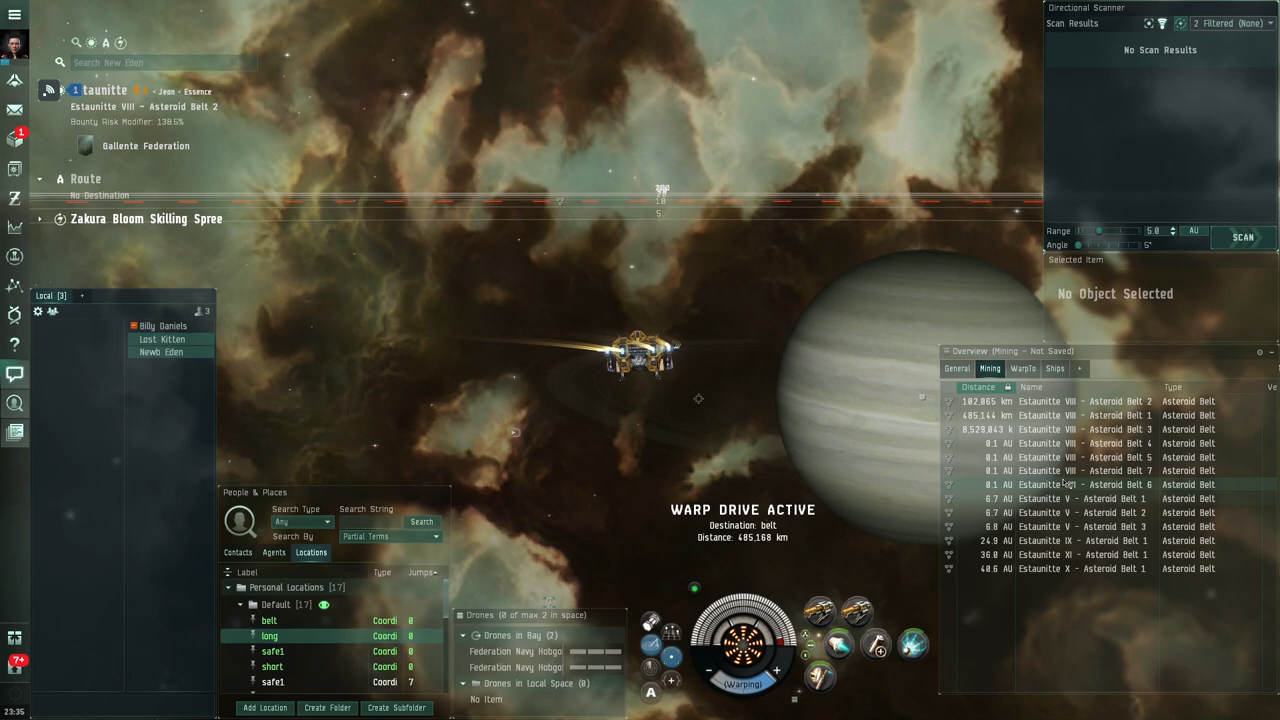 Search New Eden
1
taunitte < Jeon < Essence
Estaunitte VIII - Asteroid Belt 2
Bounty Risk Modifier: 138.5%
Gallente Federation
A Route
No Destination
Zakura Bloom Skilling Spree
1
7+
23:35
10
5
Local [3] +
3
Billy Daniels
Lost Kitten
Newb Eden
People & Places
Search Type Search String
Any Search
Search By Partial Terms
Contacts Agents Locations
Label Type Jumps
Personal Locations [17]
Default [17]
belt Coordi 0
long Coordi 0
safe1 Coordi 0
short Coordi 0
safe1 Coordi 7
Add Location Create Folder Create Subfolder
Drones (0 of max 2 in space)
Drones in Bay (2)
Federation Navy Hobgo
Federation Navy Hobgo
Drones in Local Space (0)
No Item
WARP DRIVE ACTIVE
Destination: belt
Distance: 485,168 km
A
(Warping)
Directional Scanner
Scan Results 2 Filtered (None)
No Scan Results
Range 5.0 AU
Angle 5°
SCAN
Selected Item
No Object Selected
Overview (Mining - Not Saved)
General Mining WarpTo Ships +
Distance Name Type Ve
102,065 km Estaunitte VIII - Asteroid Belt 2 Asteroid Belt
485,144 km Estaunitte VIII - Asteroid Belt 1 Asteroid Belt
8,529,043 k Estaunitte VIII - Asteroid Belt 3 Asteroid Belt
0.1 AU Estaunitte VIII - Asteroid Belt 4 Asteroid Belt
0.1 AU Estaunitte VIII - Asteroid Belt 5 Asteroid Belt
0.1 AU Estaunitte VIII - Asteroid Belt 7 Asteroid Belt
0.1 AU Estaunitte - Asteroid Belt 6 Asteroid Belt
6.7 AU Estaunitte V - Asteroid Belt 1 Asteroid Belt
6.7 AU Estaunitte V - Asteroid Belt 2 Asteroid Belt
6.8 AU Estaunitte V - Asteroid Belt 3 Asteroid Belt
24.9 AU Estaunitte IX - Asteroid Belt 1 Asteroid Belt
36.0 AU Estaunitte XI - Asteroid Belt 1 Asteroid Belt
40.6 AU Estaunitte X - Asteroid Belt 1 Asteroid Belt